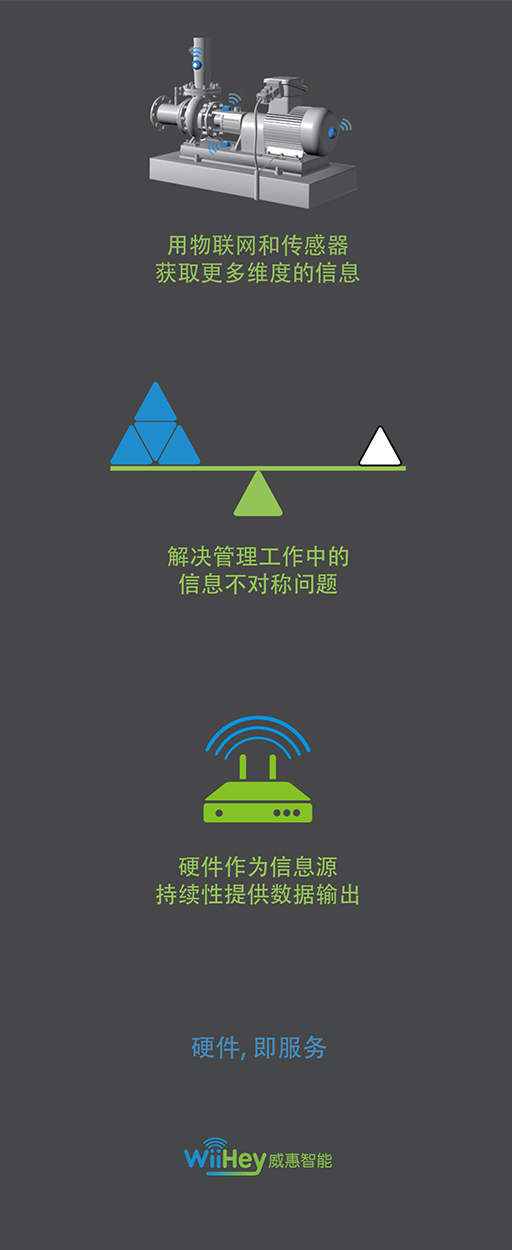 用物联网和传感器
获取更多维度的信息
解决管理工作中的
信息不对称问题
硬件作为信息源
持续性提供数据输出
硬件, 即服务
WiiHey 威惠智能